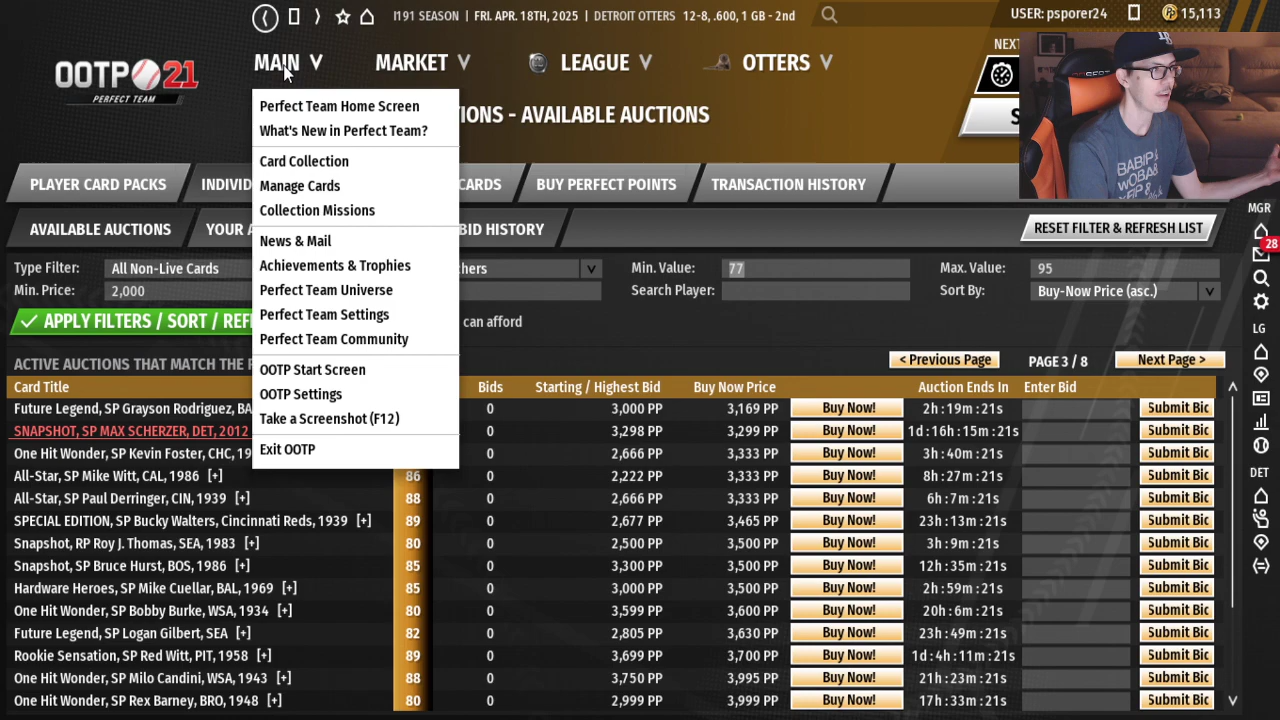 I191 SEASON | FRI. APR. 18TH, 2025 | DETROIT OTTERS 12-8, .600, 1 GB - 2nd
USER: psporer24
15,113
OOTP 21
PERFECT TEAM
MAIN
MARKET
LEAGUE
OTTERS
NEXT
IONS - AVAILABLE AUCTIONS
S
BABIP
WOBA
PLAYER CARD PACKS
INDIVID
CARDS
BUY PERFECT POINTS
TRANSACTION HISTORY
AVAILABLE AUCTIONS
YOUR A
BID HISTORY
RESET FILTER & REFRESH LIST
Perfect Team Home Screen
What's New in Perfect Team?
Card Collection
Manage Cards
Collection Missions
News & Mail
Achievements & Trophies
Perfect Team Universe
Perfect Team Settings
Perfect Team Community
OOTP Start Screen
OOTP Settings
Take a Screenshot (F12)
Exit OOTP
MGR
28
LG
DET
Type Filter: All Non-Live Cards
chers
Min. Value: 77
Max. Value: 95
Min. Price: 2,000
Search Player:
Sort By: Buy-Now Price (asc.)
APPLY FILTERS / SORT / REF
can afford
ACTIVE AUCTIONS THAT MATCH THE
< Previous Page
PAGE 3 / 8
Next Page >
Card Title Bids Starting / Highest Bid Buy Now Price Auction Ends In Enter Bid
Future Legend, SP Grayson Rodriguez, BA 0 3,000 PP 3,169 PP Buy Now! 2h:19m:21s Submit Bic
SNAPSHOT, SP MAX SCHERZER, DET, 2012 0 3,298 PP 3,299 PP Buy Now! 1d:16h:15m:21s Submit Bic
One Hit Wonder, SP Kevin Foster, CHC, 19 0 2,666 PP 3,333 PP Buy Now! 3h:40m:21s Submit Bic
All-Star, SP Mike Witt, CAL, 1986 [+] 86 0 2,222 PP 3,333 PP Buy Now! 8h:27m:21s Submit Bic
All-Star, SP Paul Derringer, CIN, 1939 [+] 88 0 2,666 PP 3,333 PP Buy Now! 6h:7m:21s Submit Bic
SPECIAL EDITION, SP Bucky Walters, Cincinnati Reds, 1939 [+] 89 0 2,677 PP 3,465 PP Buy Now! 23h:13m:21s Submit Bic
Snapshot, RP Roy J. Thomas, SEA, 1983 [+] 80 0 2,500 PP 3,500 PP Buy Now! 3h:9m:21s Submit Bic
Snapshot, SP Bruce Hurst, BOS, 1986 [+] 85 0 3,300 PP 3,500 PP Buy Now! 12h:35m:21s Submit Bic
Hardware Heroes, SP Mike Cuellar, BAL, 1969 [+] 85 0 3,000 PP 3,500 PP Buy Now! 2h:59m:21s Submit Bic
One Hit Wonder, SP Bobby Burke, WSA, 1934 [+] 80 0 3,599 PP 3,600 PP Buy Now! 20h:6m:21s Submit Bic
Future Legend, SP Logan Gilbert, SEA [+] 82 0 2,805 PP 3,630 PP Buy Now! 23h:49m:21s Submit Bic
Rookie Sensation, SP Red Witt, PIT, 1958 [+] 89 0 3,699 PP 3,700 PP Buy Now! 1d:4h:11m:21s Submit Bic
One Hit Wonder, SP Milo Candini, WSA, 1943 [+] 88 0 3,750 PP 3,995 PP Buy Now! 21h:23m:21s Submit Bic
One Hit Wonder, SP Rex Barney, BRO, 1948 [+] 80 0 2,999 PP 3,999 PP Buy Now! 17h:33m:21s Submit Bic